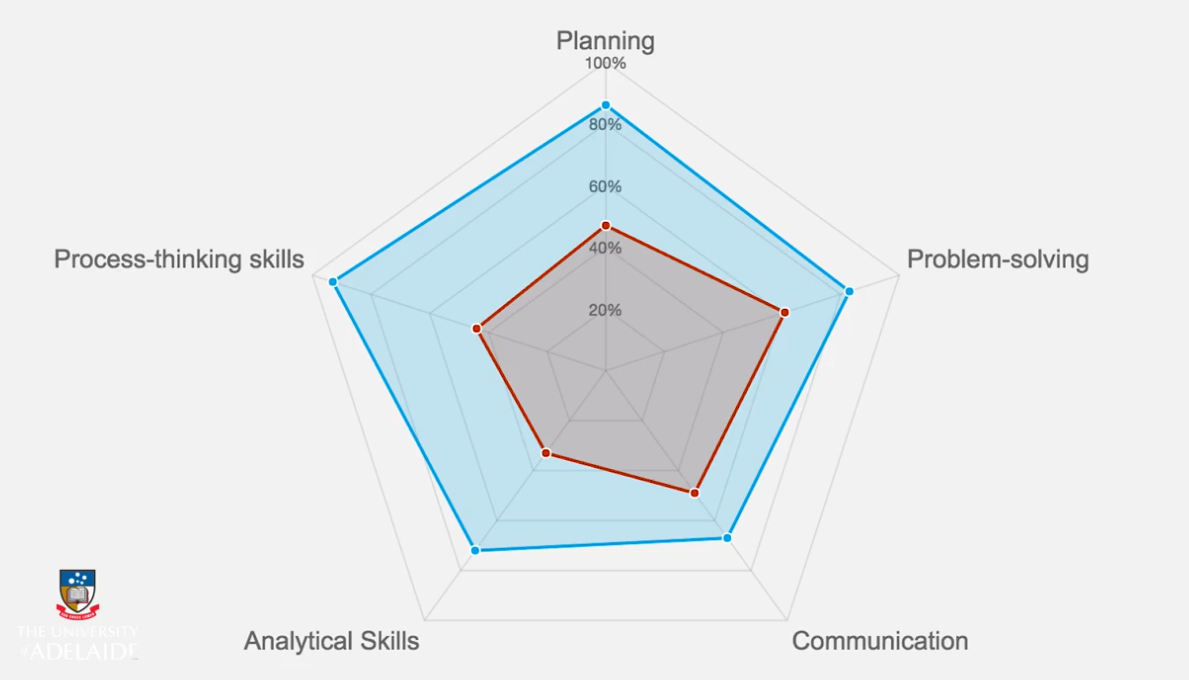 Planning
100%
80%
60%
40%
20%
Process-thinking skills
Problem-solving
Analytical Skills
Communication
THE UNIVERSITY
of ADELAIDE